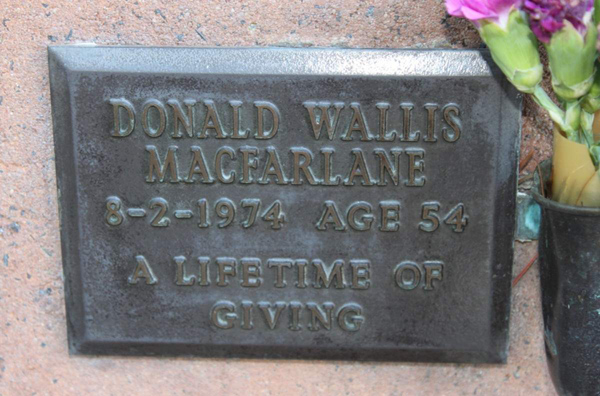 DONALD WALLIS
MACFARLANE
8-2-1974 AGE 54
A LIFETIME OF
GIVING